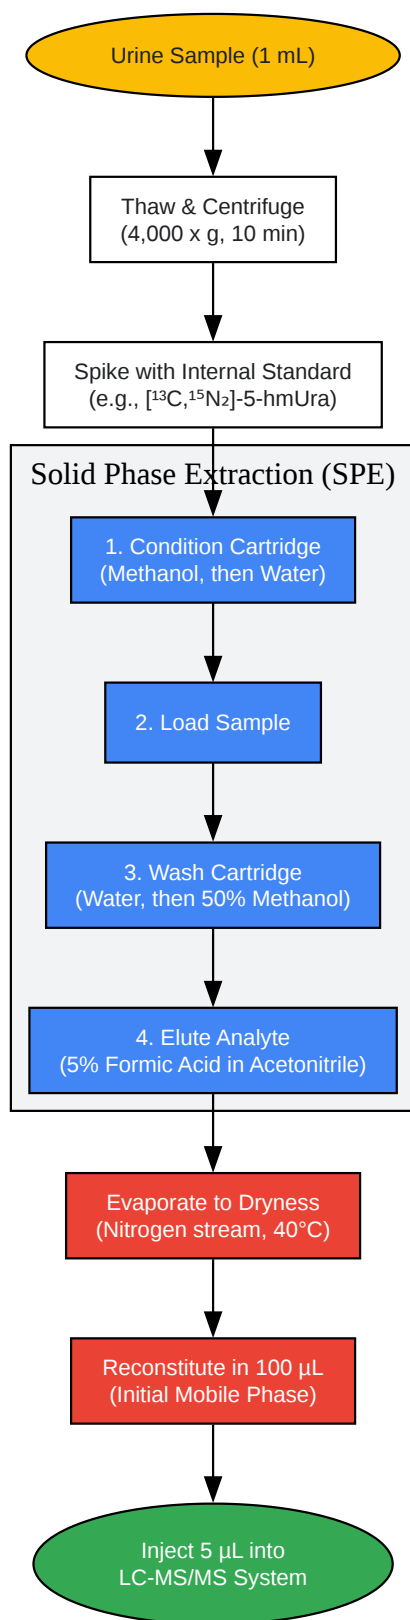 Urine Sample (1 mL)
Thaw & Centrifuge
(4,000 x g, 10 min)
Spike with Internal Standard
(e.g., [¹³C,¹⁵N₂]-5-hmUra)
Solid Phase Extraction (SPE)
1. Condition Cartridge
(Methanol, then Water)
2. Load Sample
3. Wash Cartridge
(Water, then 50% Methanol)
4. Elute Analyte
(5% Formic Acid in Acetonitrile)
Evaporate to Dryness
(Nitrogen stream, 40°C)
Reconstitute in 100 µL
(Initial Mobile Phase)
Inject 5 µL into
LC-MS/MS System